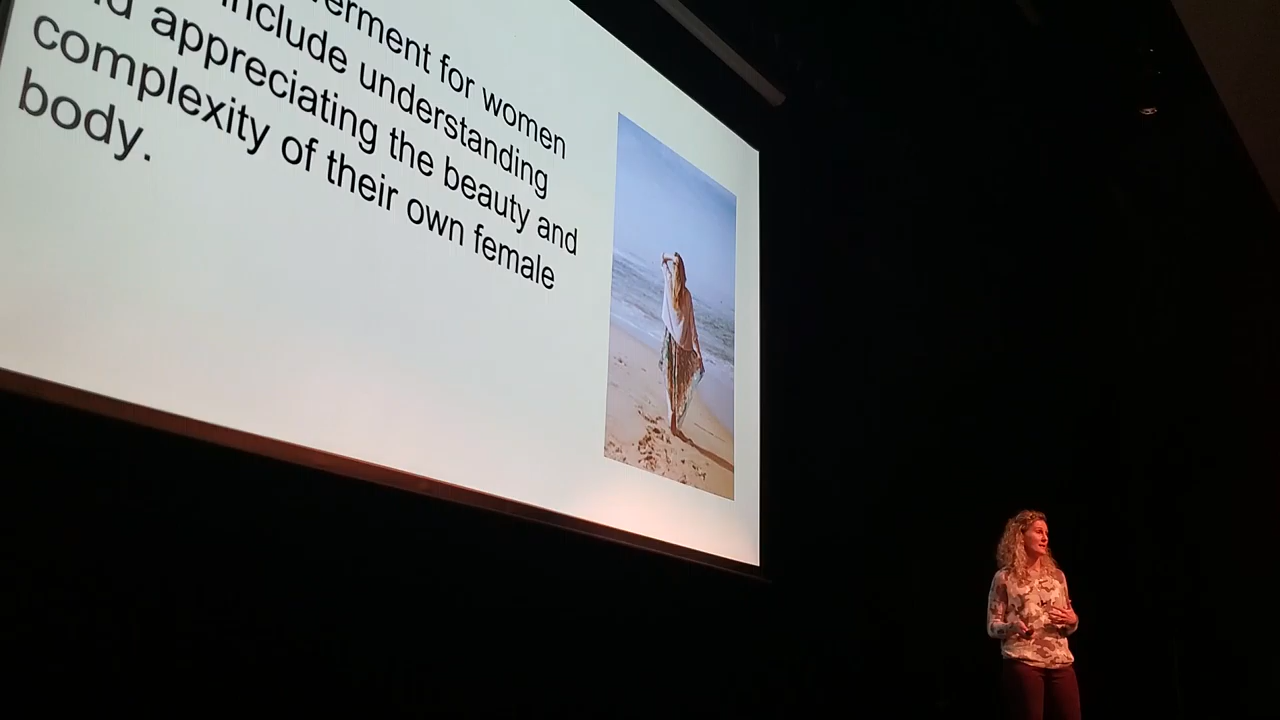 erment for women
include understanding
appreciating the beauty and
complexity of their own female
body.